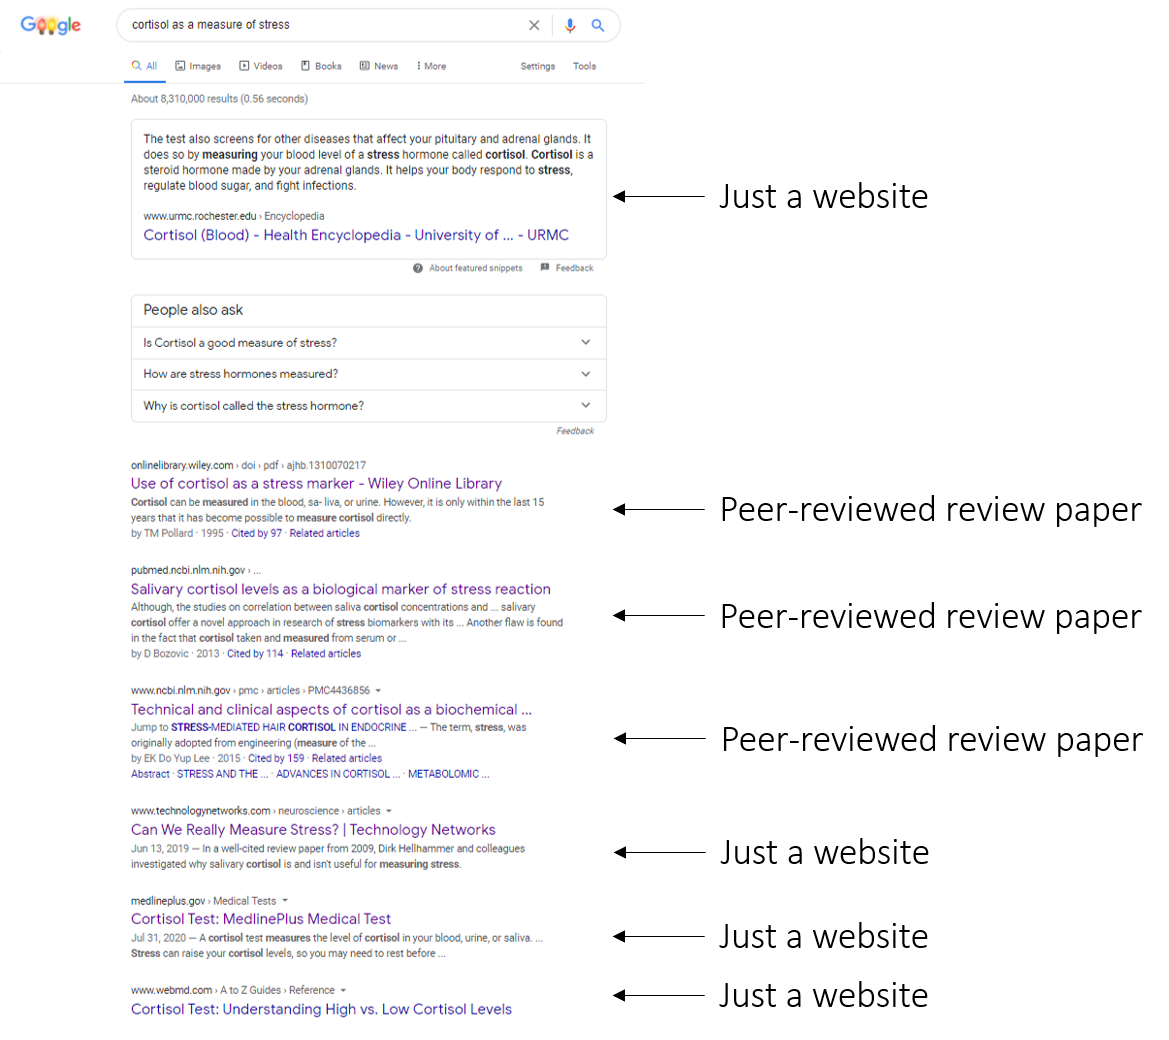 Google
cortisol as a measure of stress
All Images Videos Books News More Settings Tools
About 8,310,000 results (0.56 seconds)
The test also screens for other diseases that affect your pituitary and adrenal glands. It
does so by measuring your blood level of a stress hormone called cortisol. Cortisol is a
steroid hormone made by your adrenal glands. It helps your body respond to stress,
regulate blood sugar, and fight infections.
www.urmc.rochester.edu › Encyclopedia
Cortisol (Blood) - Health Encyclopedia - University of ... - URMC
Just a website
About featured snippets Feedback
People also ask
Is Cortisol a good measure of stress?
How are stress hormones measured?
Why is cortisol called the stress hormone?
Feedback
onlinelibrary.wiley.com › doi › pdf › ajhb.1310070217
Use of cortisol as a stress marker - Wiley Online Library
Cortisol can be measured in the blood, sa- liva, or urine. However, it is only within the last 15
years that it has become possible to measure cortisol directly.
by TM Pollard · 1995 · Cited by 97 · Related articles
Peer-reviewed review paper
pubmed.ncbi.nlm.nih.gov › ...
Salivary cortisol levels as a biological marker of stress reaction
Although, the studies on correlation between saliva cortisol concentrations and ... salivary
cortisol offer a novel approach in research of stress biomarkers with its ... Another flaw is found
in the fact that cortisol taken and measured from serum or ...
by D Bozovic · 2013 · Cited by 114 · Related articles
Peer-reviewed review paper
www.ncbi.nlm.nih.gov › pmc › articles › PMC4436856
Technical and clinical aspects of cortisol as a biochemical ...
Jump to STRESS-MEDIATED HAIR CORTISOL IN ENDOCRINE ... — The term, stress, was
originally adopted from engineering (measure of the ...
by EK Do Yup Lee · 2015 · Cited by 159 · Related articles
Abstract · STRESS AND THE ... · ADVANCES IN CORTISOL ... · METABOLOMIC ...
Peer-reviewed review paper
www.technologynetworks.com › neuroscience › articles
Can We Really Measure Stress? | Technology Networks
Jun 13, 2019 — In a well-cited review paper from 2009, Dirk Hellhammer and colleagues
investigated why salivary cortisol is and isn't useful for measuring stress.
Just a website
medlineplus.gov › Medical Tests
Cortisol Test: MedlinePlus Medical Test
Jul 31, 2020 — A cortisol test measures the level of cortisol in your blood, urine, or saliva. ...
Stress can raise your cortisol levels, so you may need to rest before ...
Just a website
www.webmd.com › A to Z Guides › Reference
Cortisol Test: Understanding High vs. Low Cortisol Levels
Just a website